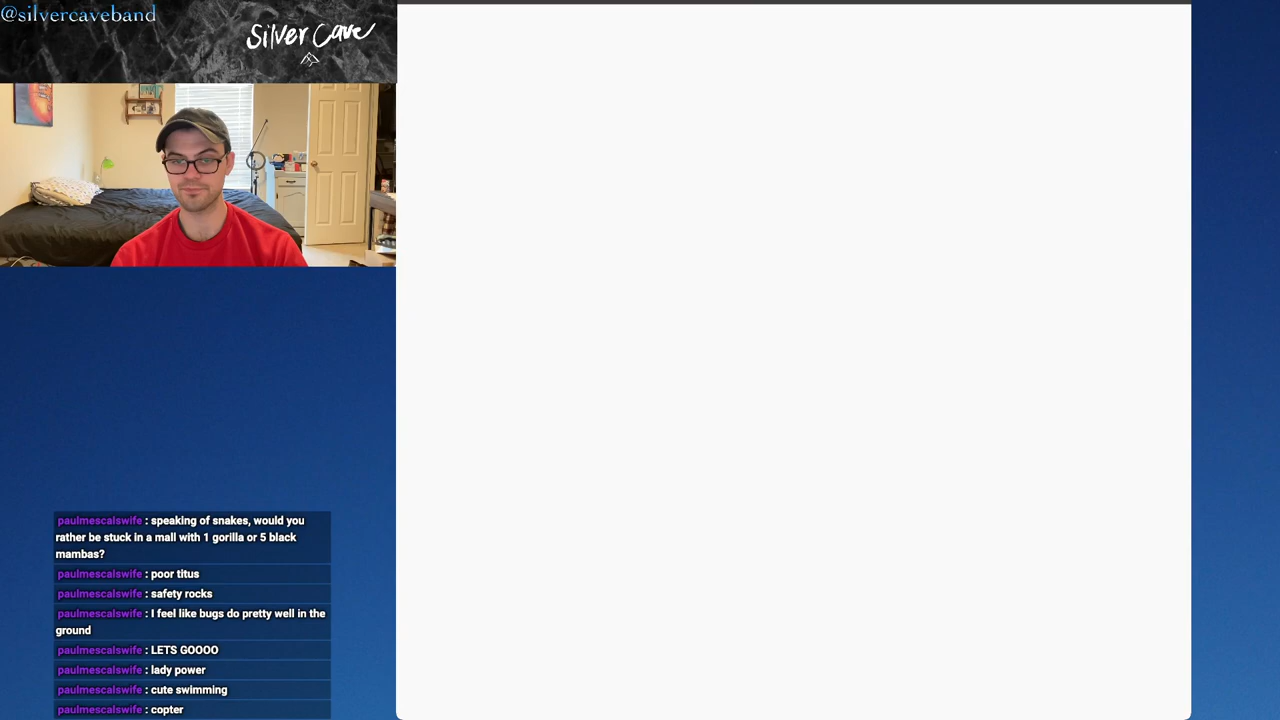 @silvercaveband
Silver Cave
paulmescalswife : speaking of snakes, would you
rather be stuck in a mall with 1 gorilla or 5 black
mambas?
paulmescalswife : poor titus
paulmescalswife : safety rocks
paulmescalswife : I feel like bugs do pretty well in the
ground
paulmescalswife : LETS GOOOO
paulmescalswife : lady power
paulmescalswife : cute swimming
paulmescalswife : copter